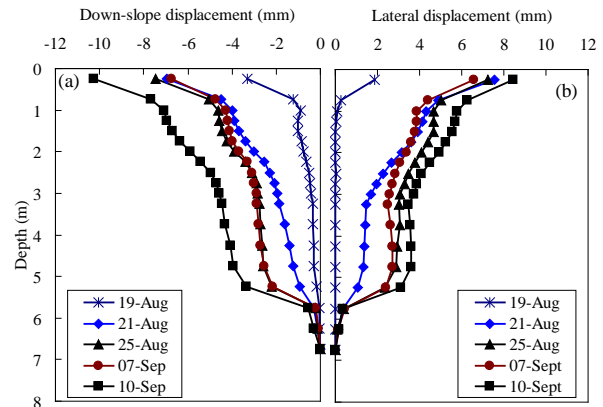 Down-slope displacement (mm)
Lateral displacement (mm)
-12 -10 -8 -6 -4 -2 0
0 2 4 6 8 10 12
0
1
2
3
4
5
6
7
8
Depth (m)
(a)
(b)
19-Aug
21-Aug
25-Aug
07-Sep
10-Sep
19-Aug
21-Aug
25-Aug
07-Sept
10-Sept